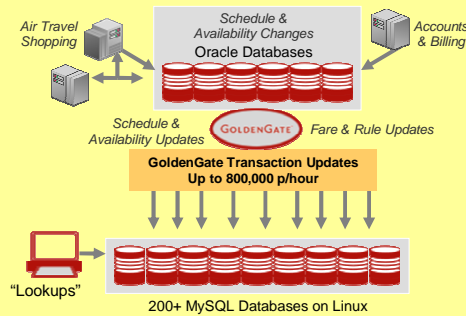 Air Travel
Shopping
Schedule &
Availability Changes
Oracle Databases
Accounts
& Billing
Schedule &
Availability Updates
GOLDENGATE
Fare & Rule Updates
GoldenGate Transaction Updates
Up to 800,000 p/hour
“Lookups”
200+ MySQL Databases on Linux